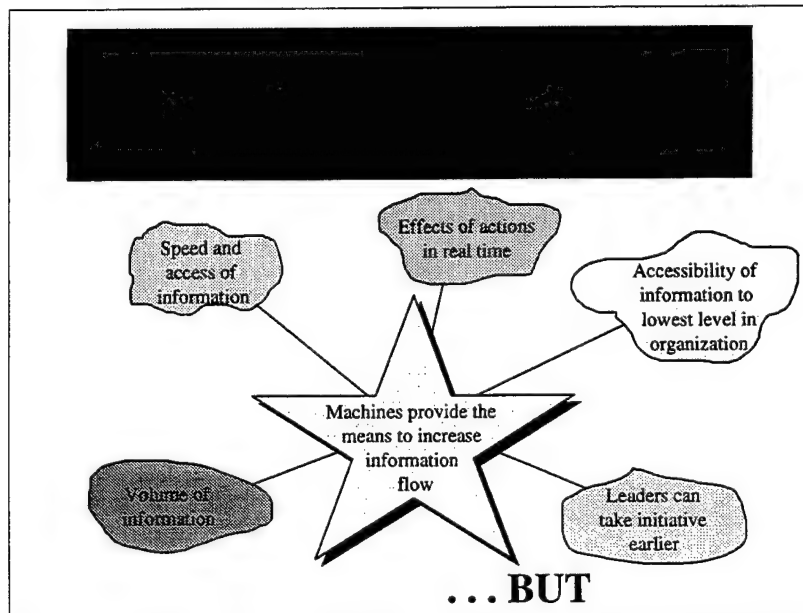 Effects of actions
in real time
Speed and
access of
information
Accessibility of
information to
lowest level in
organization
Machines provide the
means to increase
information
flow
Volume of
information
Leaders can
take initiative
earlier
. . . BUT